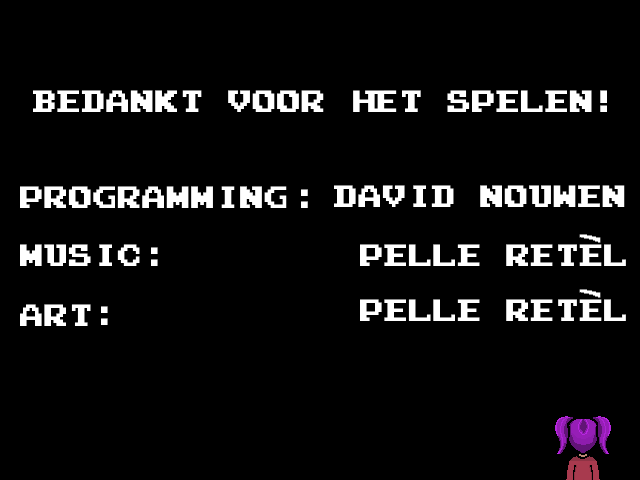 BEDANKT VOOR HET SPELEN!
PROGRAMMING: DAVID NOUWEN
MUSIC: PELLE RETÈL
ART: PELLE RETÈL